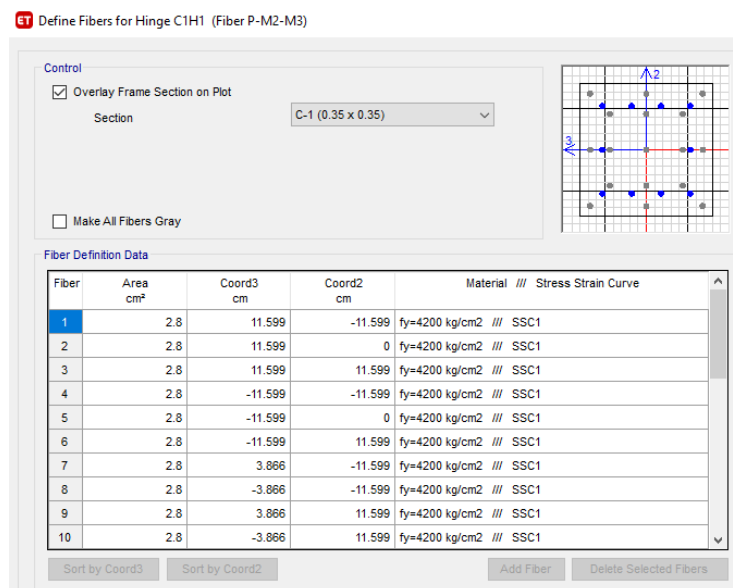 ET Define Fibers for Hinge C1H1 (Fiber P-M2-M3)
Control
Overlay Frame Section on Plot
Section C-1 (0.35 x 0.35)
Make All Fibers Gray
2
3
Fiber Definition Data
Fiber Area cm² Coord3 cm Coord2 cm Material /// Stress Strain Curve
1 2.8 11.599 -11.599 fy=4200 kg/cm2 /// SSC1
2 2.8 11.599 0 fy=4200 kg/cm2 /// SSC1
3 2.8 11.599 11.599 fy=4200 kg/cm2 /// SSC1
4 2.8 -11.599 -11.599 fy=4200 kg/cm2 /// SSC1
5 2.8 -11.599 0 fy=4200 kg/cm2 /// SSC1
6 2.8 -11.599 11.599 fy=4200 kg/cm2 /// SSC1
7 2.8 3.866 -11.599 fy=4200 kg/cm2 /// SSC1
8 2.8 -3.866 -11.599 fy=4200 kg/cm2 /// SSC1
9 2.8 3.866 11.599 fy=4200 kg/cm2 /// SSC1
10 2.8 -3.866 11.599 fy=4200 kg/cm2 /// SSC1
Sort by Coord3 Sort by Coord2 Add Fiber Delete Selected Fibers